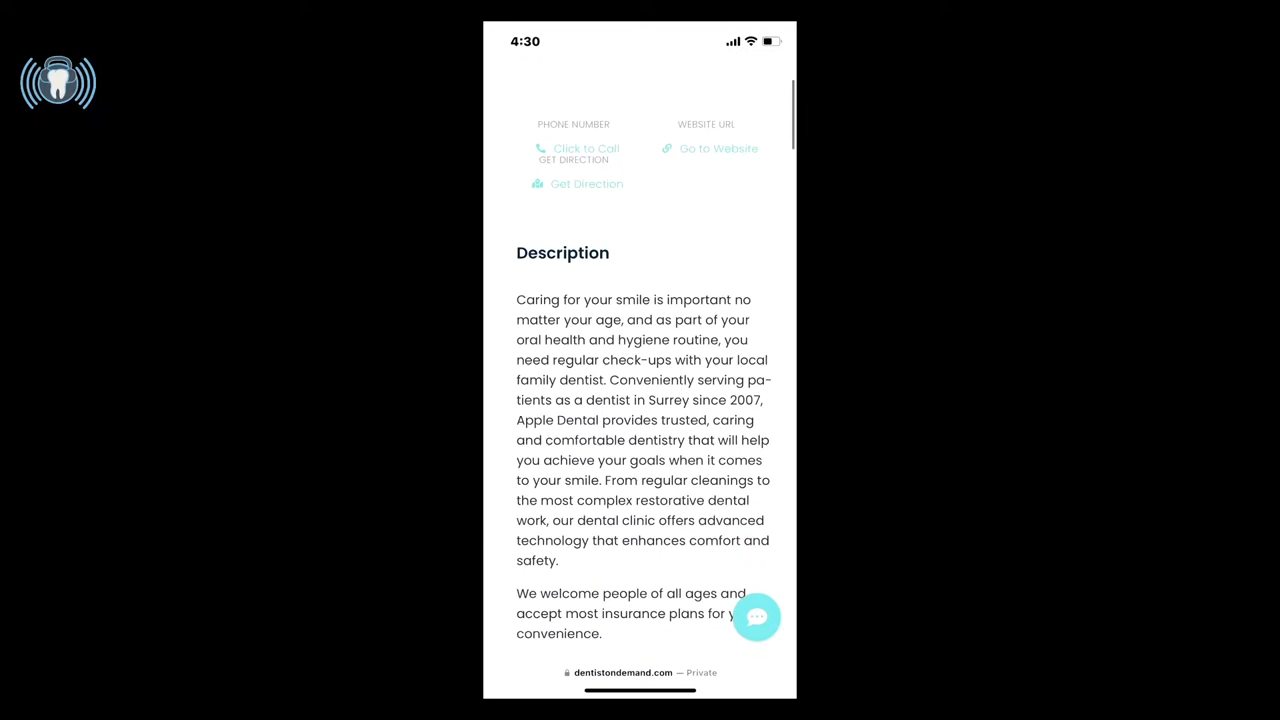 4:30
PHONE NUMBER
WEBSITE URL
Click to Call
Go to Website
GET DIRECTION
Get Direction
Description
Caring for your smile is important no
matter your age, and as part of your
oral health and hygiene routine, you
need regular check-ups with your local
family dentist. Conveniently serving pa-
tients as a dentist in Surrey since 2007,
Apple Dental provides trusted, caring
and comfortable dentistry that will help
you achieve your goals when it comes
to your smile. From regular cleanings to
the most complex restorative dental
work, our dental clinic offers advanced
technology that enhances comfort and
safety.
We welcome people of all ages and
accept most insurance plans for
convenience.
dentistondemand.com — Private